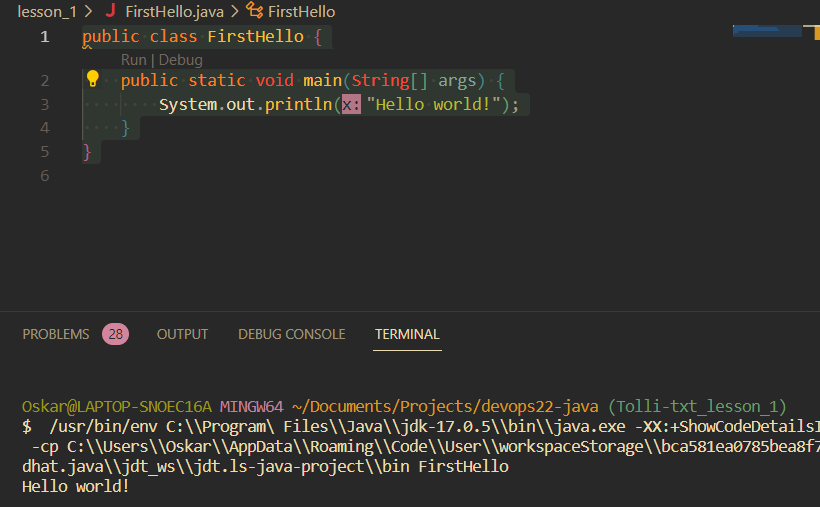 lesson_1 > J FirstHello.java > FirstHello
1 public class FirstHello {
Run | Debug
2 public static void main(String[] args) {
3 System.out.println(x: "Hello world!");
4 }
5 }
6
PROBLEMS 28 OUTPUT DEBUG CONSOLE TERMINAL
Oskar@LAPTOP-SNOEC16A MINGW64 ~/Documents/Projects/devops22-java (Tolli-txt_lesson_1)
$ /usr/bin/env C:\\Program\ Files\\Java\\jdk-17.0.5\\bin\\java.exe -XX:+ShowCodeDetailsI
-cp C:\\Users\\Oskar\\AppData\\Roaming\\Code\\User\\workspaceStorage\\bca581ea0785bea8f7
dhat.java\\jdt_ws\\jdt.ls-java-project\\bin FirstHello
Hello world!